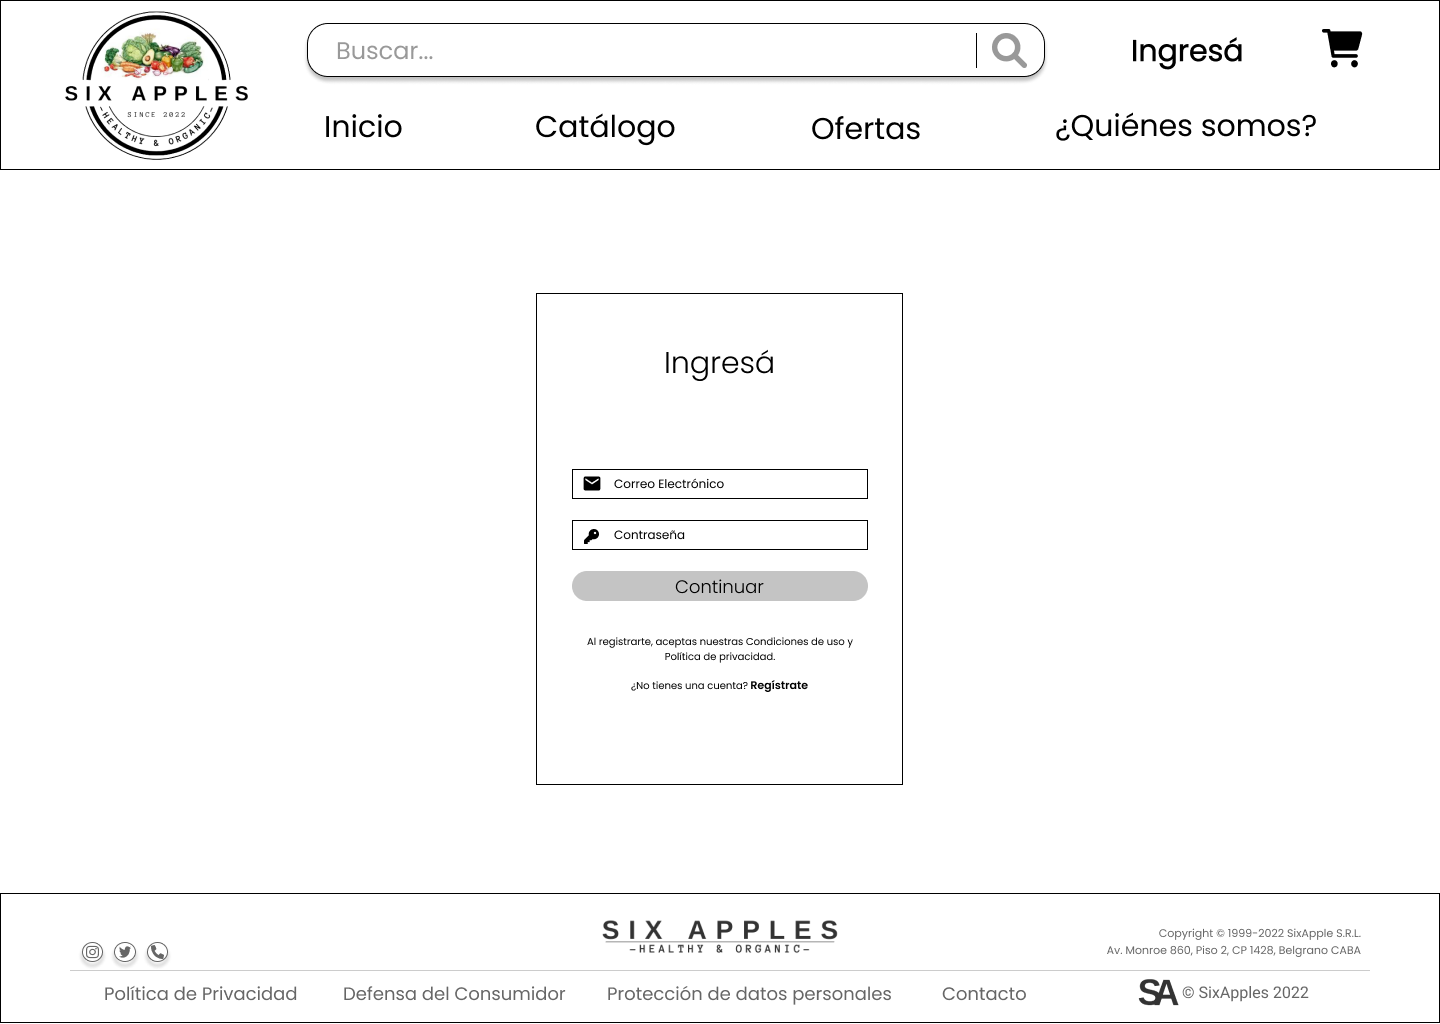 SIX APPLES
SINCE 2022
HEALTHY & ORGANIC
Buscar...
Ingresá
Inicio
Catálogo
Ofertas
¿Quiénes somos?
Ingresá
Correo Electrónico
Contraseña
Continuar
Al registrarte, aceptas nuestras Condiciones de uso y
Política de privacidad.
¿No tienes una cuenta? Regístrate
SIX APPLES
-HEALTHY & ORGANIC-
Copyright © 1999-2022 SixApple S.R.L.
Av. Monroe 860, Piso 2, CP 1428, Belgrano CABA
Política de Privacidad
Defensa del Consumidor
Protección de datos personales
Contacto
SA © SixApples 2022